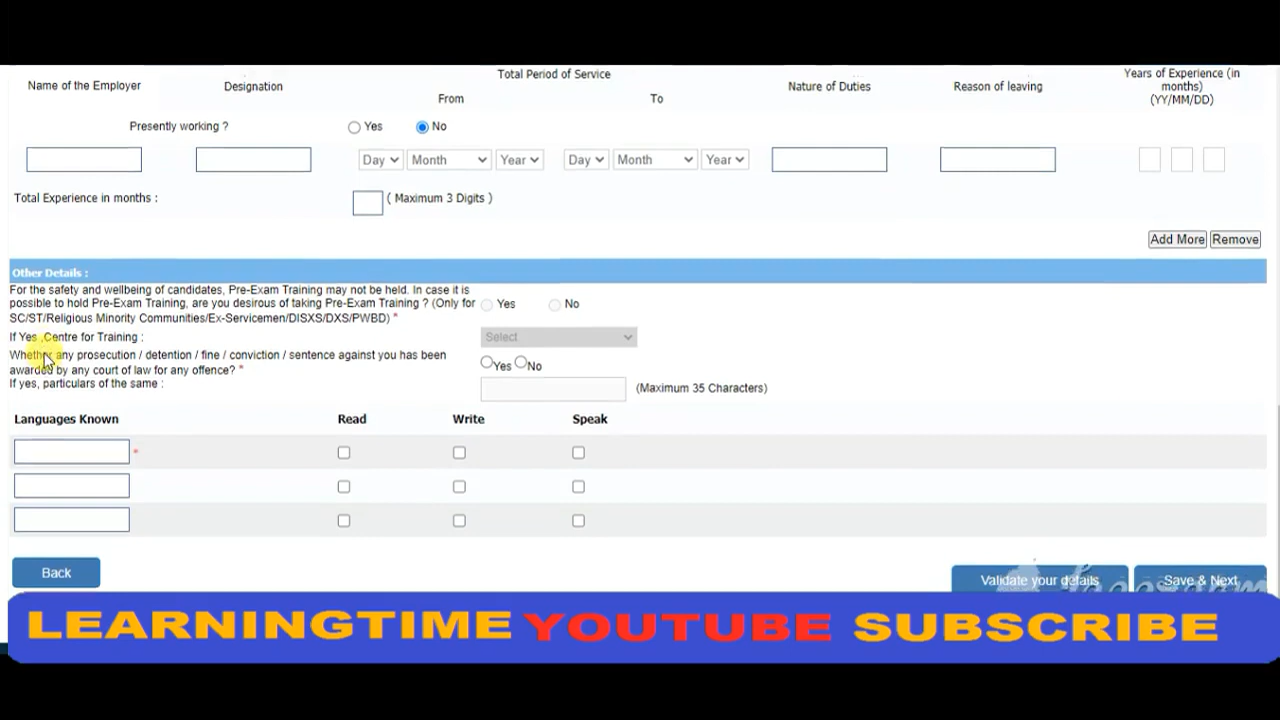 Total Period of Service
Name of the Employer Designation From To Nature of Duties Reason of leaving Years of Experience (in months) (YY/MM/DD)
Presently working ? Yes No
Day Month Year Day Month Year
Total Experience in months : ( Maximum 3 Digits )
Add More Remove
Other Details :
For the safety and wellbeing of candidates, Pre-Exam Training may not be held. In case it is
possible to hold Pre-Exam Training, are you desirous of taking Pre-Exam Training ? (Only for
SC/ST/Religious Minority Communities/Ex-Servicemen/DISXS/DXS/PWBD) * Yes No
If Yes ,Centre for Training : Select
Whether any prosecution / detention / fine / conviction / sentence against you has been
awarded by any court of law for any offence? * Yes No
If yes, particulars of the same : (Maximum 35 Characters)
Languages Known Read Write Speak
*
Back Validate your details Save & Next
LEARNINGTIME YOUTUBE SUBSCRIBE